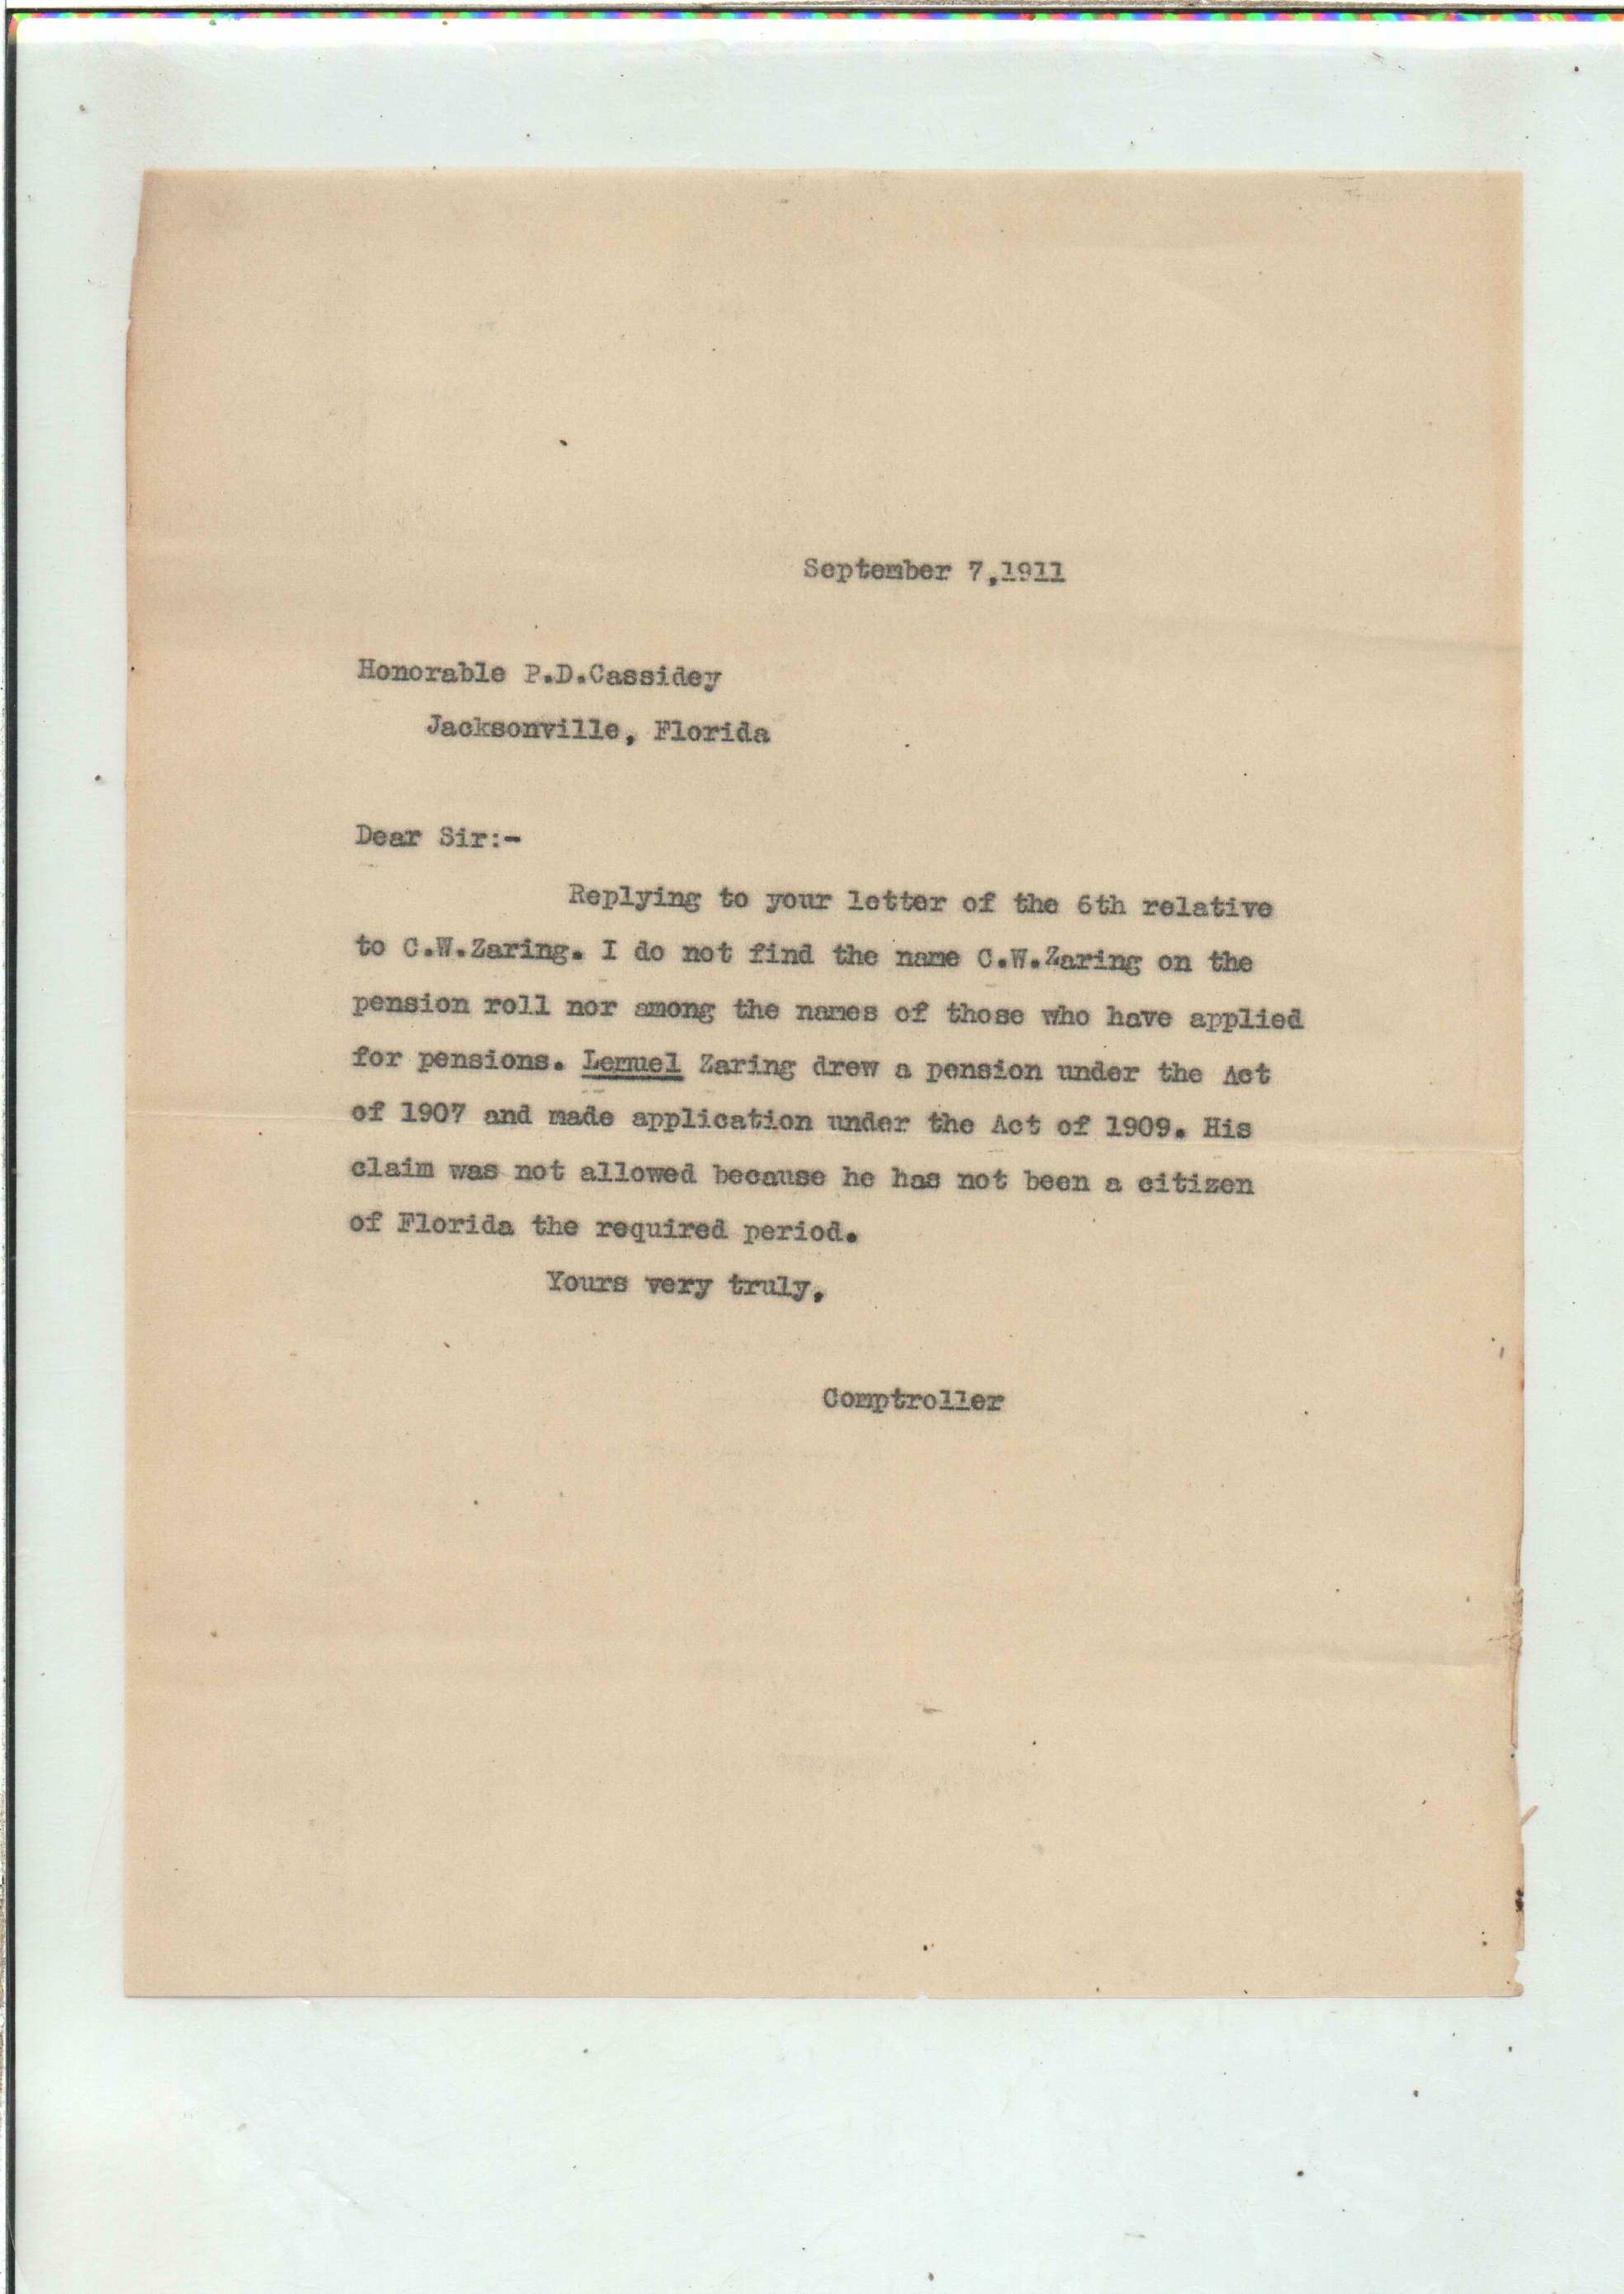 September 7,1911
Honorable P.D.Cassidey
Jacksonville, Florida
Dear Sir:-
Replying to your letter of the 6th relative
to C.W.Zaring. I do not find the name C.W.Zaring on the
pension roll nor among the names of those who have applied
for pensions. Lemuel Zaring drew a pension under the Act
of 1907 and made application under the Act of 1909. His
claim was not allowed because he has not been a citizen
of Florida the required period.
Yours very truly,
Comptroller